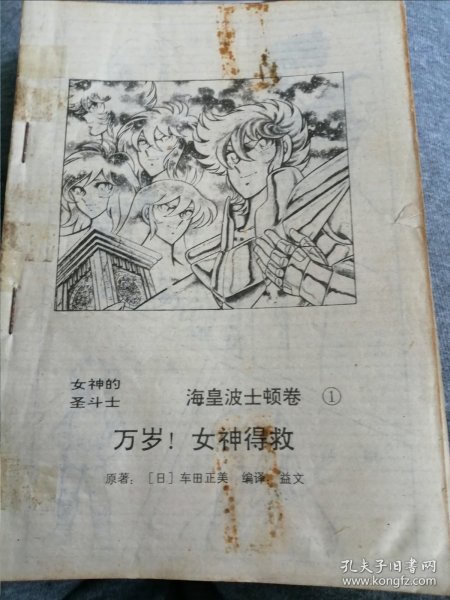 女神的
圣斗士
海皇波士顿卷 ①
万岁！女神得救
原著：［日］车田正美 编译：益文
孔夫子旧书网
www.kongfz.com